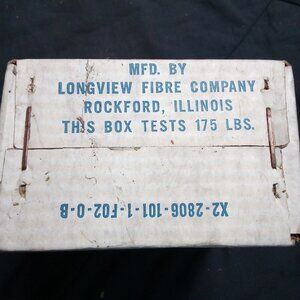 MFD. BY
LONGVIEW FIBRE COMPANY
ROCKFORD, ILLINOIS
THIS BOX TESTS 175 LBS.
X2-2806-101-1-F02-0-B